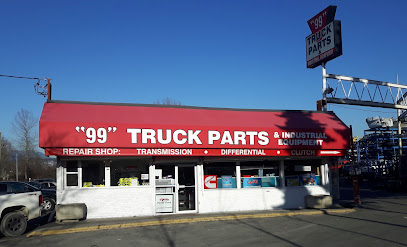 "99"
TRUCK
PARTS
"99" TRUCK PARTS & INDUSTRIAL EQUIPMENT
REPAIR SHOP: TRANSMISSION • DIFFERENTIAL • CLUTCH